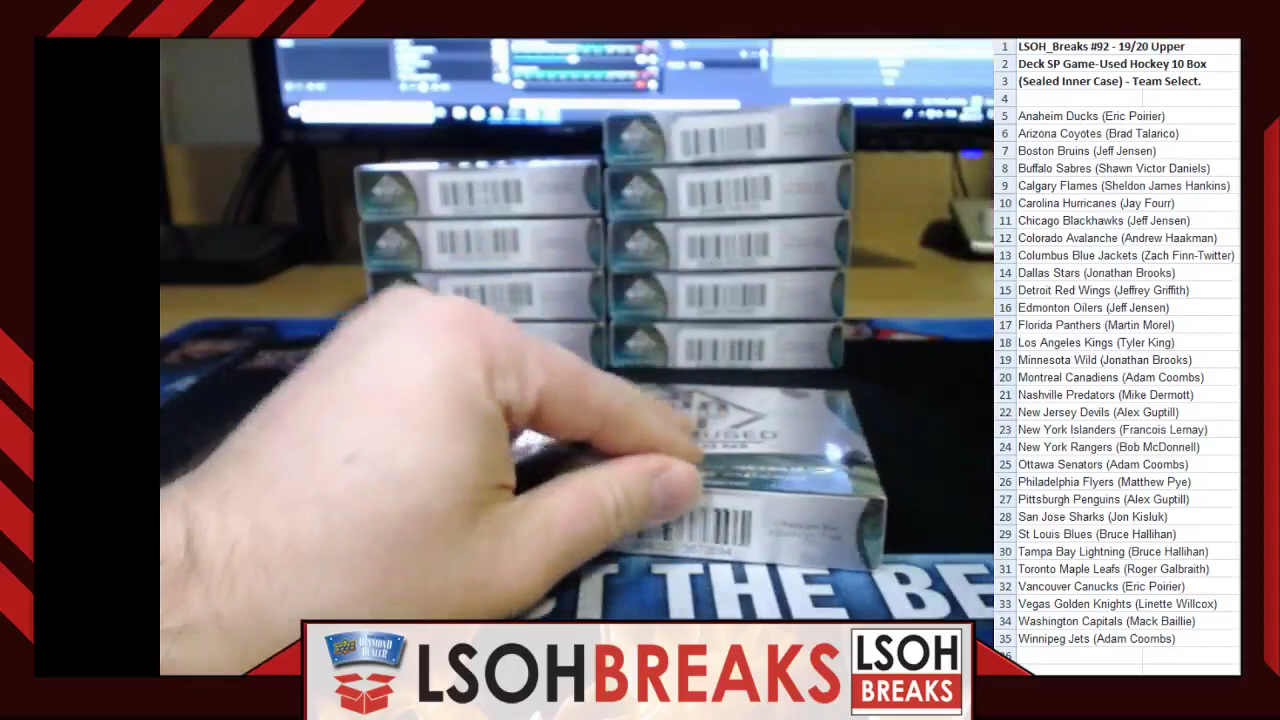 1 LSOH_Breaks #92 - 19/20 Upper
2 Deck SP Game-Used Hockey 10 Box
3 (Sealed Inner Case) - Team Select.
4
5 Anaheim Ducks (Eric Poirier)
6 Arizona Coyotes (Brad Talarico)
7 Boston Bruins (Jeff Jensen)
8 Buffalo Sabres (Shawn Victor Daniels)
9 Calgary Flames (Sheldon James Hankins)
10 Carolina Hurricanes (Jay Fourr)
11 Chicago Blackhawks (Jeff Jensen)
12 Colorado Avalanche (Andrew Haakman)
13 Columbus Blue Jackets (Zach Finn-Twitter)
14 Dallas Stars (Jonathan Brooks)
15 Detroit Red Wings (Jeffrey Griffith)
16 Edmonton Oilers (Jeff Jensen)
17 Florida Panthers (Martin Morel)
18 Los Angeles Kings (Tyler King)
19 Minnesota Wild (Jonathan Brooks)
20 Montreal Canadiens (Adam Coombs)
21 Nashville Predators (Mike Dermott)
22 New Jersey Devils (Alex Guptill)
23 New York Islanders (Francois Lemay)
24 New York Rangers (Bob McDonnell)
25 Ottawa Senators (Adam Coombs)
26 Philadelphia Flyers (Matthew Pye)
27 Pittsburgh Penguins (Alex Guptill)
28 San Jose Sharks (Jon Kisluk)
29 St Louis Blues (Bruce Hallihan)
30 Tampa Bay Lightning (Bruce Hallihan)
31 Toronto Maple Leafs (Roger Galbraith)
32 Vancouver Canucks (Eric Poirier)
33 Vegas Golden Knights (Linette Willcox)
34 Washington Capitals (Mack Baillie)
35 Winnipeg Jets (Adam Coombs)
THE BE
DIAMOND
DEALER
LSOHBREAKS
LSOH
BREAKS